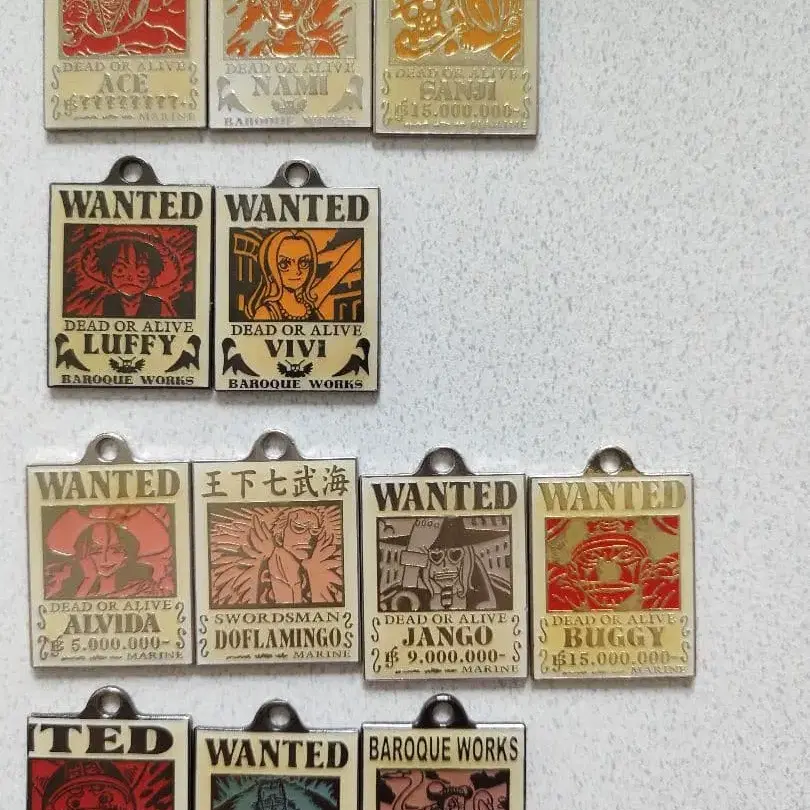 DEAD OR ALIVE
ACE
฿????????-
MARINE
DEAD OR ALIVE
NAMI
BAROQUE WORKS
DEAD OR ALIVE
SANJI
฿15.000.000-
WANTED
DEAD OR ALIVE
LUFFY
BAROQUE WORKS
WANTED
DEAD OR ALIVE
VIVI
BAROQUE WORKS
WANTED
DEAD OR ALIVE
ALVIDA
฿ 5.000.000-
MARINE
王下七武海
SWORDSMAN
DOFLAMINGO
MARINE
WANTED
DEAD OR ALIVE
JANGO
฿ 9.000.000-
MARINE
WANTED
DEAD OR ALIVE
BUGGY
฿15.000.000-
MARINE
NTED
WANTED
BAROQUE WORKS